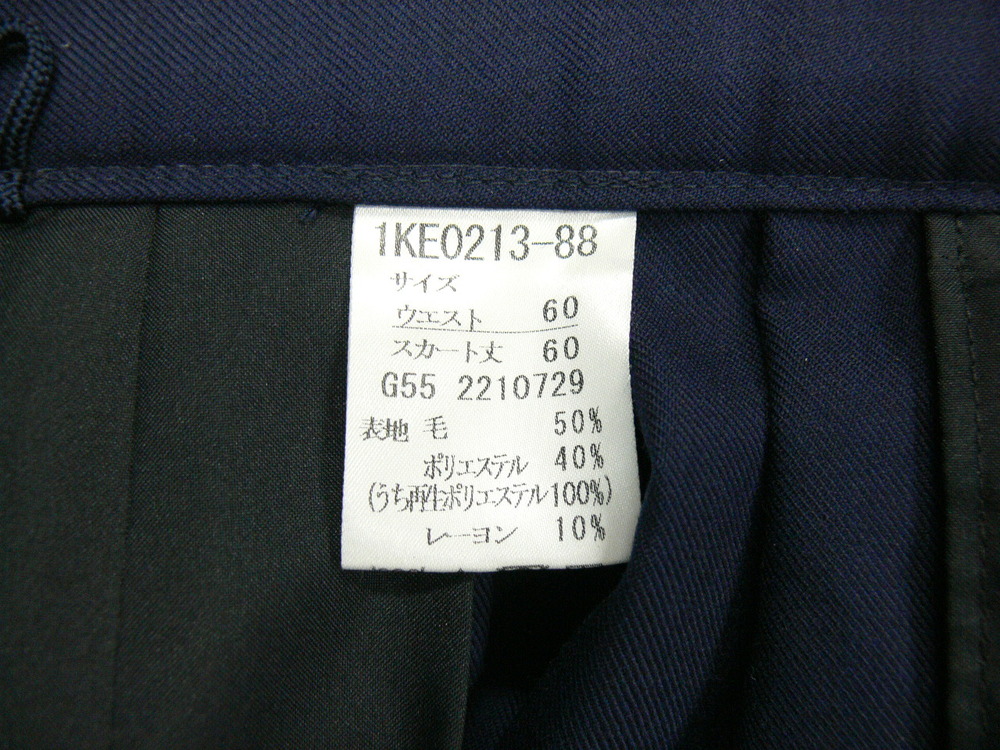 1KE0213-88
サイズ
ウエスト 60
スカート丈 60
G55 2210729
表地 毛 50%
ポリエステル 40%
(うち再生ポリエステル100%)
レーヨン 10%